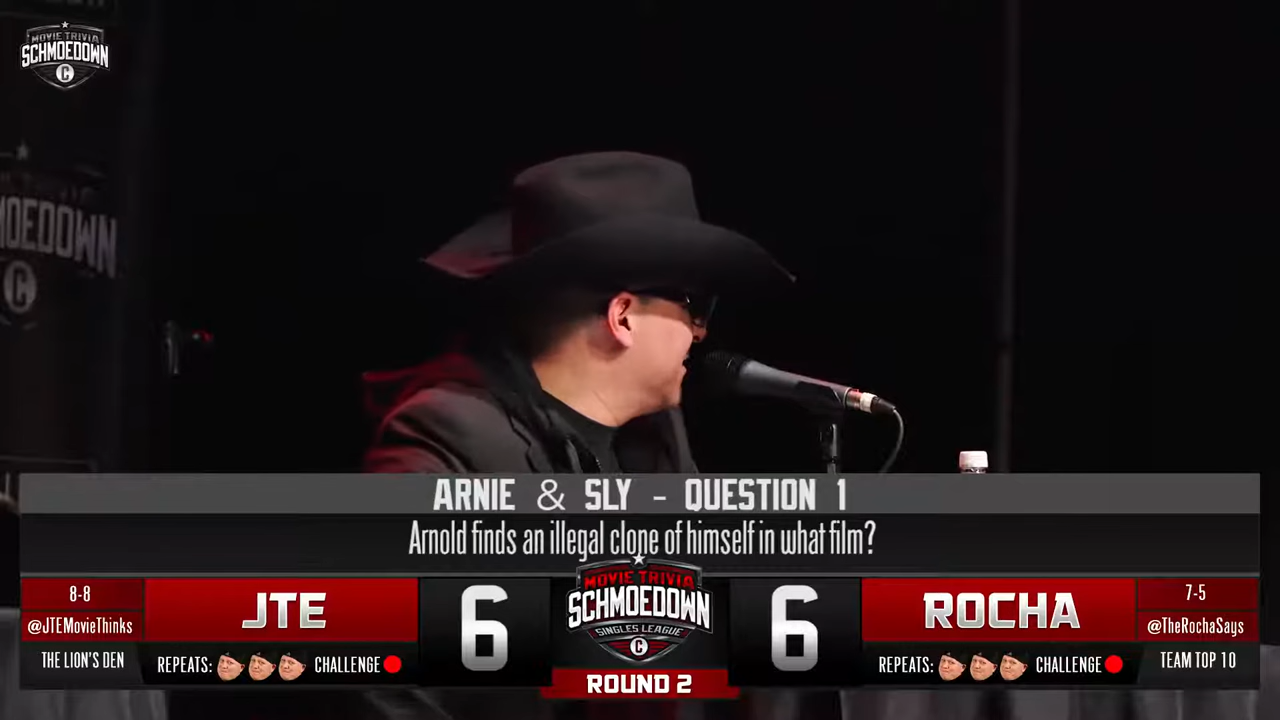 MOVIE TRIVIA
SCHMOEDOWN
C
MOEDOWN
C
ARNIE & SLY - QUESTION 1
Arnold finds an illegal clone of himself in what film?
8-8
@JTEMovieThinks
THE LION'S DEN
JTE
REPEATS:
CHALLENGE
6
MOVIE TRIVIA
SCHMOEDOWN
SINGLES LEAGUE
C
ROUND 2
6
ROCHA
REPEATS:
CHALLENGE
7-5
@TheRochaSays
TEAM TOP 10